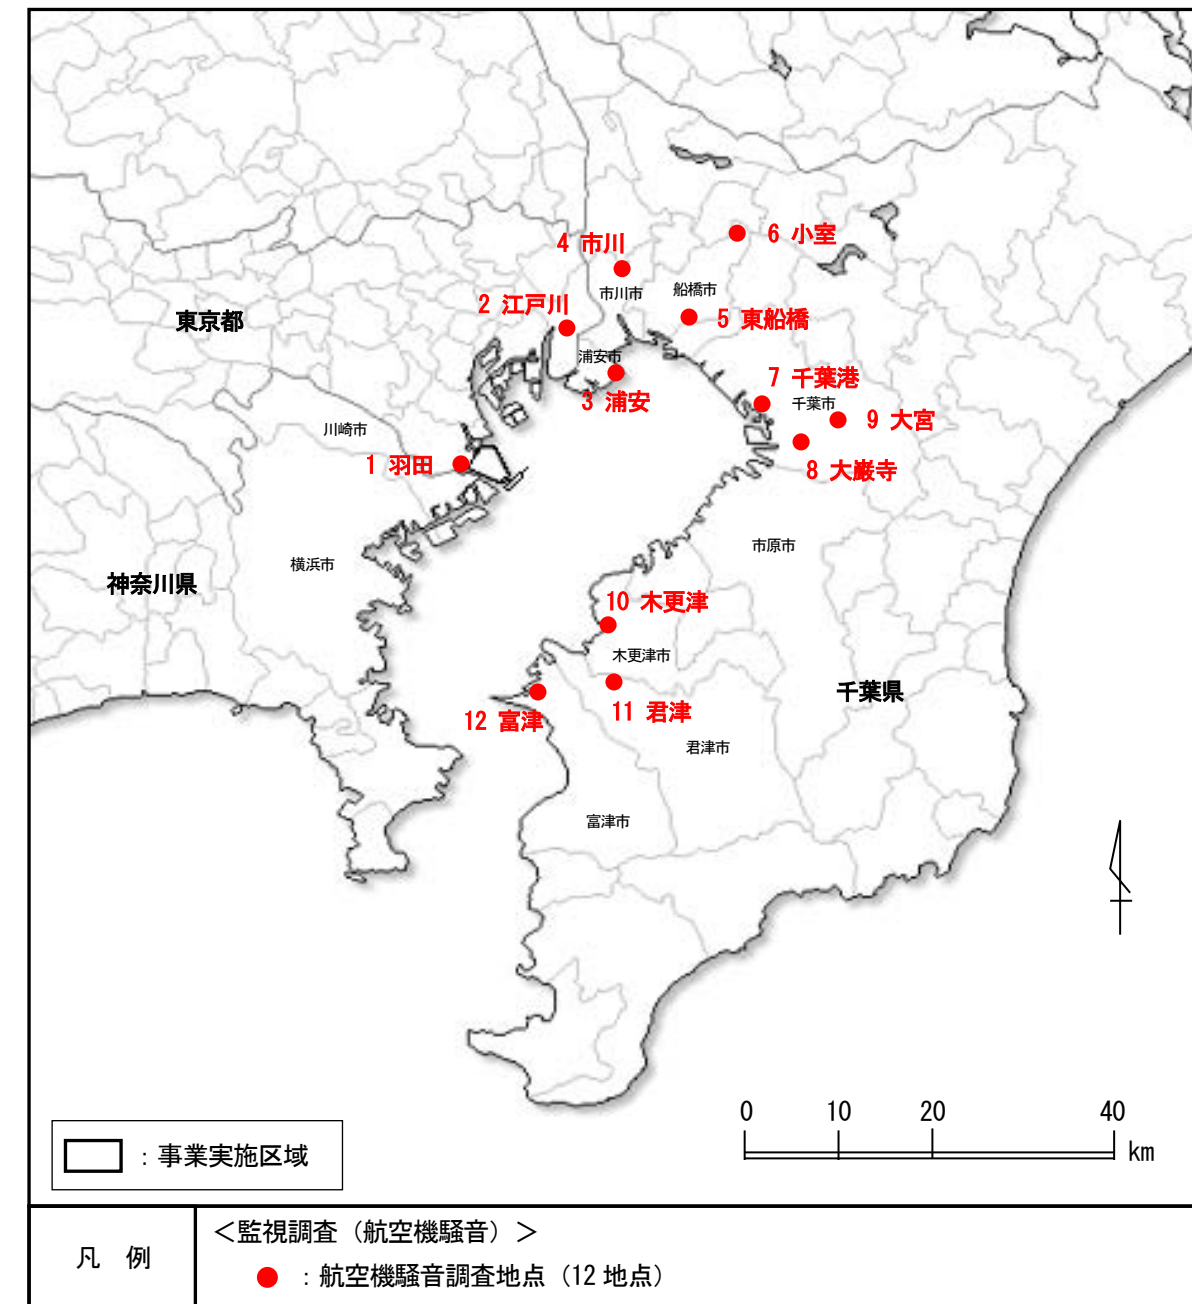 6 小室
4 市川
市川市
船橋市
2 江戸川
5 東船橋
東京都
浦安市
3 浦安
7 千葉港
千葉市
9 大宮
川崎市
1 羽田
8 大巌寺
市原市
横浜市
神奈川県
10 木更津
木更津市
千葉県
12 富津
11 君津
君津市
富津市
0 10 20 40
km
：事業実施区域
凡 例
＜監視調査（航空機騒音）＞
：航空機騒音調査地点（12 地点）